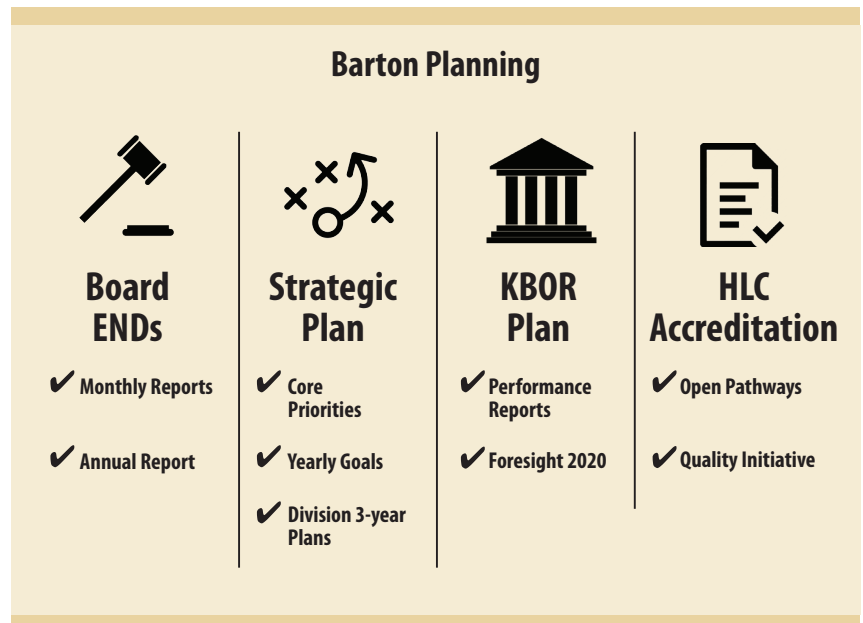 Barton Planning
Board
ENDs
✔ Monthly Reports
✔ Annual Report
Strategic
Plan
✔ Core
Priorities
✔ Yearly Goals
✔ Division 3-year
Plans
KBOR
Plan
✔ Performance
Reports
✔ Foresight 2020
HLC
Accreditation
✔ Open Pathways
✔ Quality Initiative